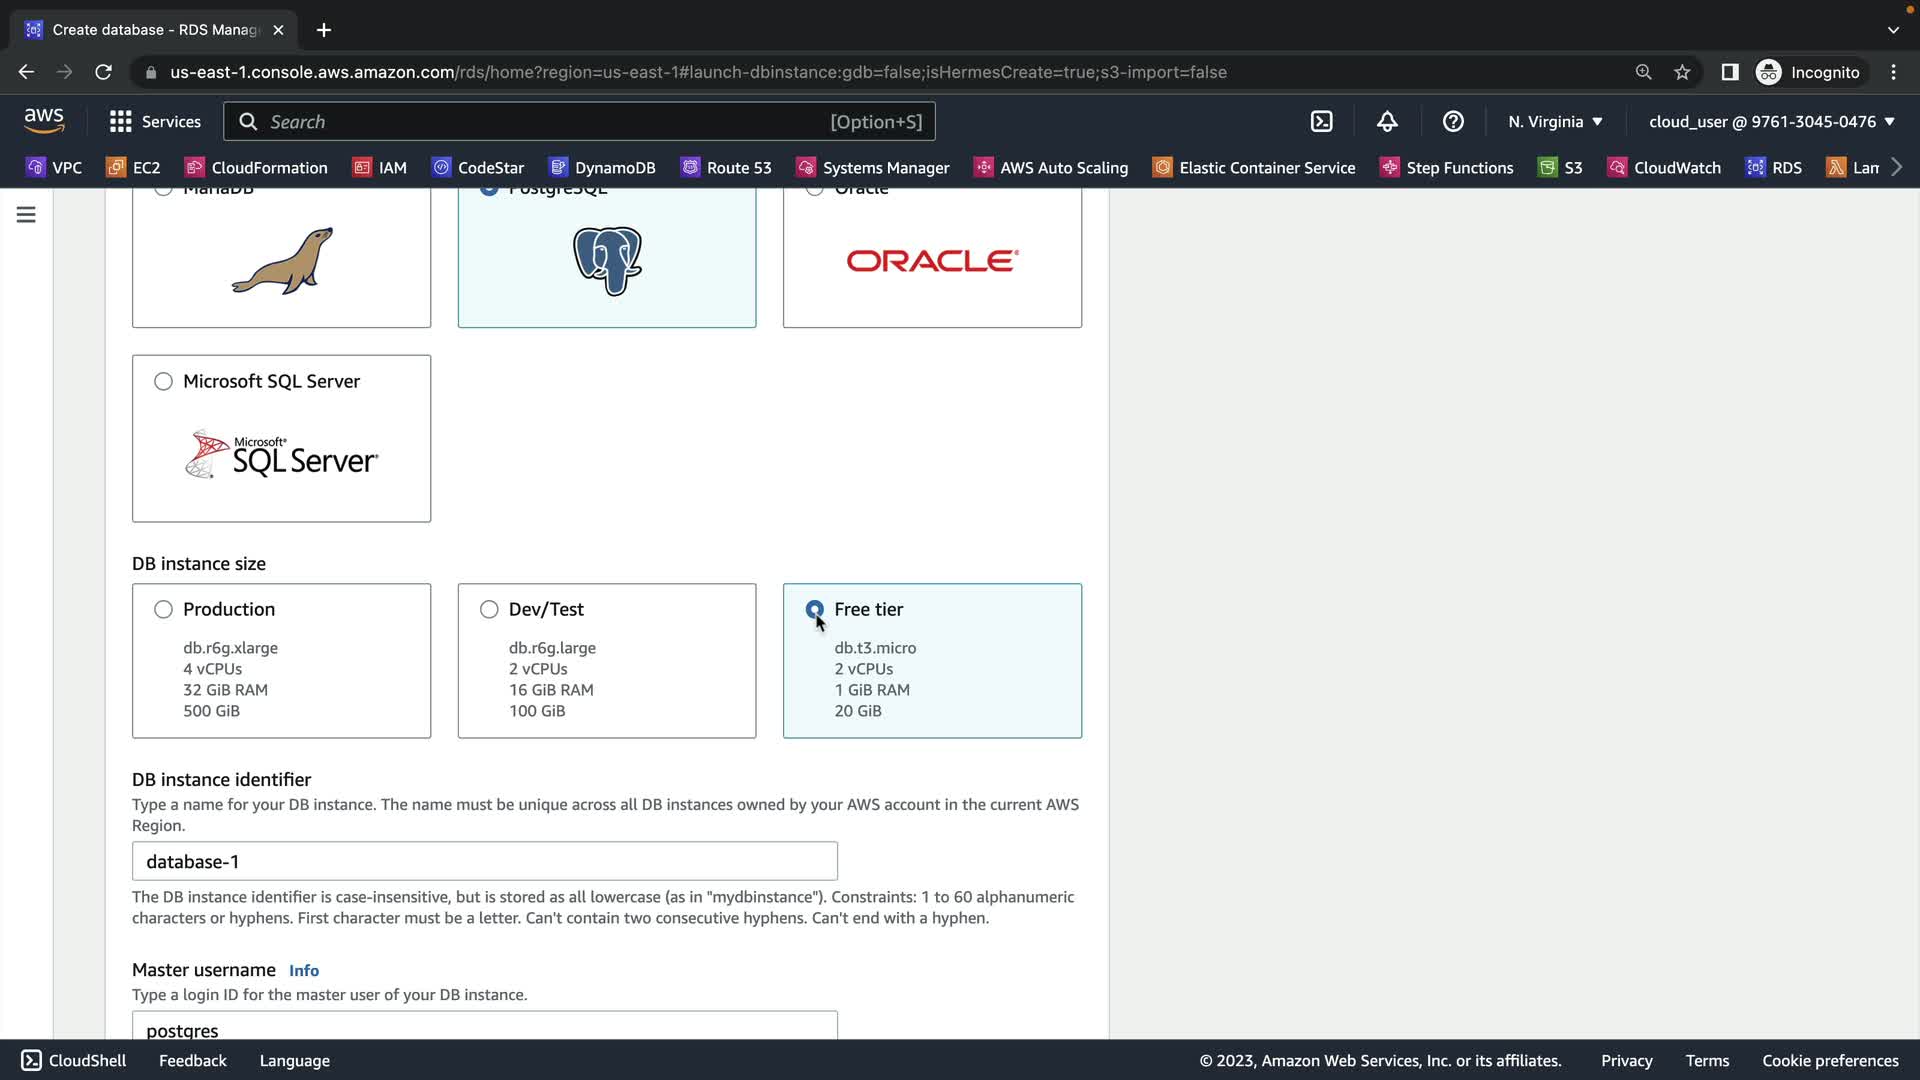 Create database - RDS Manag
us-east-1.console.aws.amazon.com/rds/home?region=us-east-1#launch-dbinstance:gdb=false;isHermesCreate=true;s3-import=false
Incognito
aws
Services
Search
[Option+S]
N. Virginia
cloud_user @ 9761-3045-0476
VPC
EC2
CloudFormation
IAM
CodeStar
DynamoDB
Route 53
Systems Manager
AWS Auto Scaling
Elastic Container Service
Step Functions
S3
CloudWatch
RDS
Lam
MariaDB
PostgreSQL
Oracle
ORACLE®
Microsoft SQL Server
Microsoft®
SQL Server®
DB instance size
Production
db.r6g.xlarge
4 vCPUs
32 GiB RAM
500 GiB
Dev/Test
db.r6g.large
2 vCPUs
16 GiB RAM
100 GiB
Free tier
db.t3.micro
2 vCPUs
1 GiB RAM
20 GiB
DB instance identifier
Type a name for your DB instance. The name must be unique across all DB instances owned by your AWS account in the current AWS
Region.
database-1
The DB instance identifier is case-insensitive, but is stored as all lowercase (as in "mydbinstance"). Constraints: 1 to 60 alphanumeric
characters or hyphens. First character must be a letter. Can't contain two consecutive hyphens. Can't end with a hyphen.
Master username Info
Type a login ID for the master user of your DB instance.
postgres
CloudShell
Feedback
Language
© 2023, Amazon Web Services, Inc. or its affiliates.
Privacy
Terms
Cookie preferences